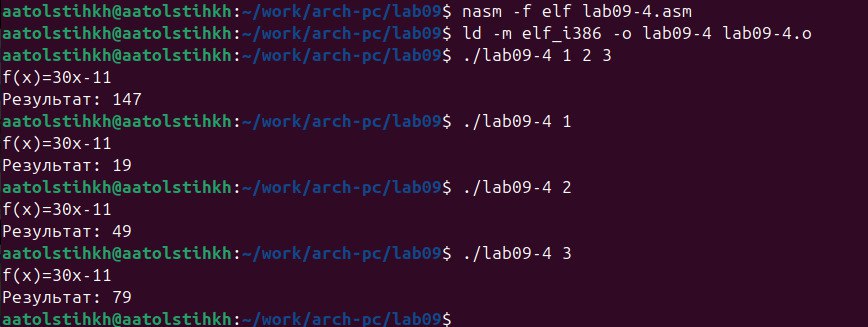 aatolstihkh@aatolstihkh:~/work/arch-pc/lab09$ nasm -f elf lab09-4.asm
aatolstihkh@aatolstihkh:~/work/arch-pc/lab09$ ld -m elf_i386 -o lab09-4 lab09-4.o
aatolstihkh@aatolstihkh:~/work/arch-pc/lab09$ ./lab09-4 1 2 3
f(x)=30x-11
Результат: 147
aatolstihkh@aatolstihkh:~/work/arch-pc/lab09$ ./lab09-4 1
f(x)=30x-11
Результат: 19
aatolstihkh@aatolstihkh:~/work/arch-pc/lab09$ ./lab09-4 2
f(x)=30x-11
Результат: 49
aatolstihkh@aatolstihkh:~/work/arch-pc/lab09$ ./lab09-4 3
f(x)=30x-11
Результат: 79
aatolstihkh@aatolstihkh:~/work/arch-pc/lab09$